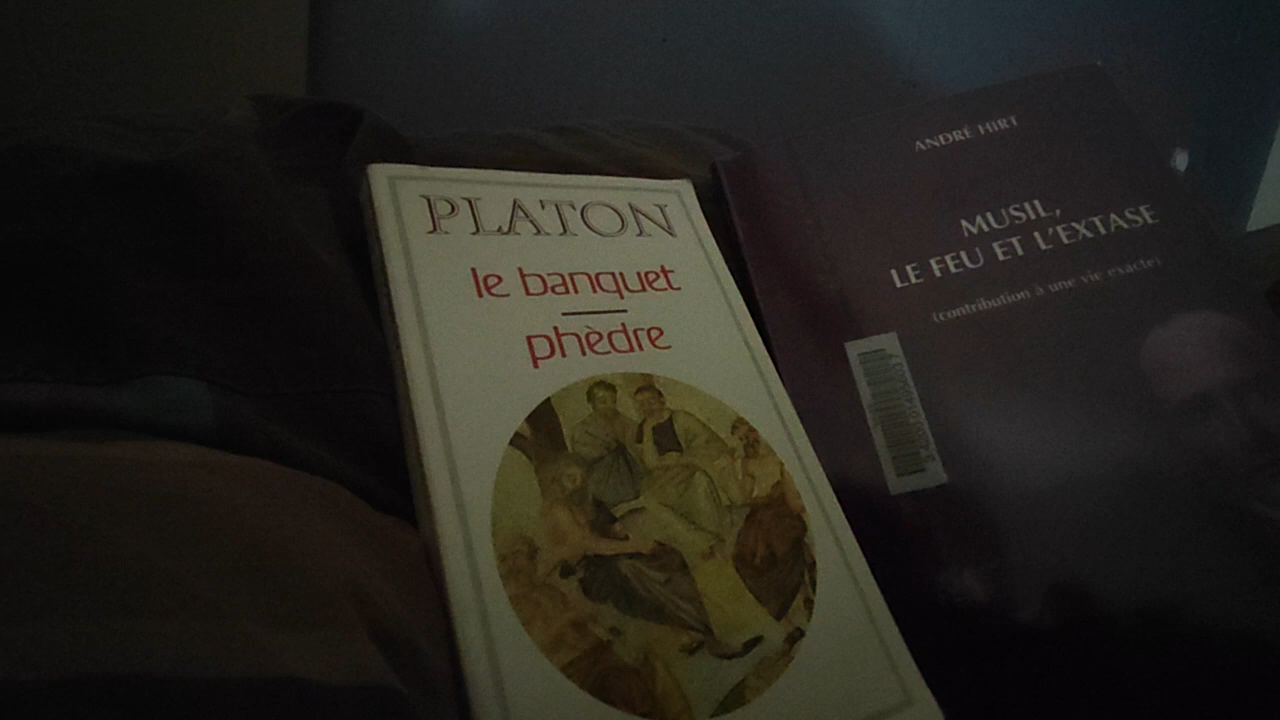 PLATON
le banquet
phèdre
ANDRÉ HIRT
MUSIL,
LE FEU ET L'EXTASE
(contribution à une vie exacte)